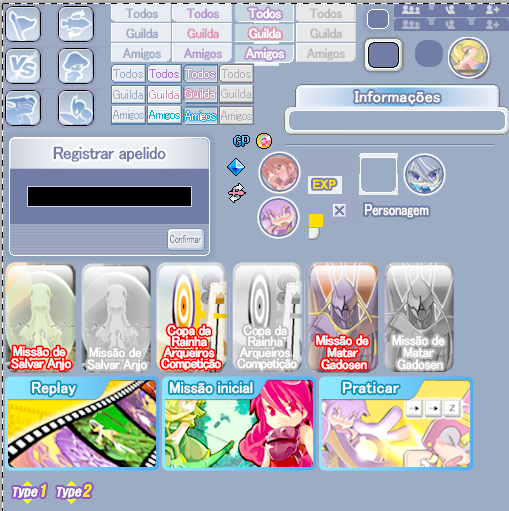 Todos Todos Todos Todos
Guilda Guilda Guilda Guilda
Amigos Amigos Amigos Amigos
VS
Todos Todos Todos Todos
Guilda Guilda Guilda Guilda
Amigos Amigos Amigos Amigos
Informações
GP
Registrar apelido
EXP
Personagem
Confirmar
Missão de
Salvar Anjo
Missão de
Salvar Anjo
Copa da
Rainha
Arqueiros
Competição
Copa da
Rainha
Arqueiros
Competição
Missão de
Matar
Gadosen
Missão de
Matar
Gadosen
Replay
Missão inicial
Praticar
Z
Type 1 Type 2